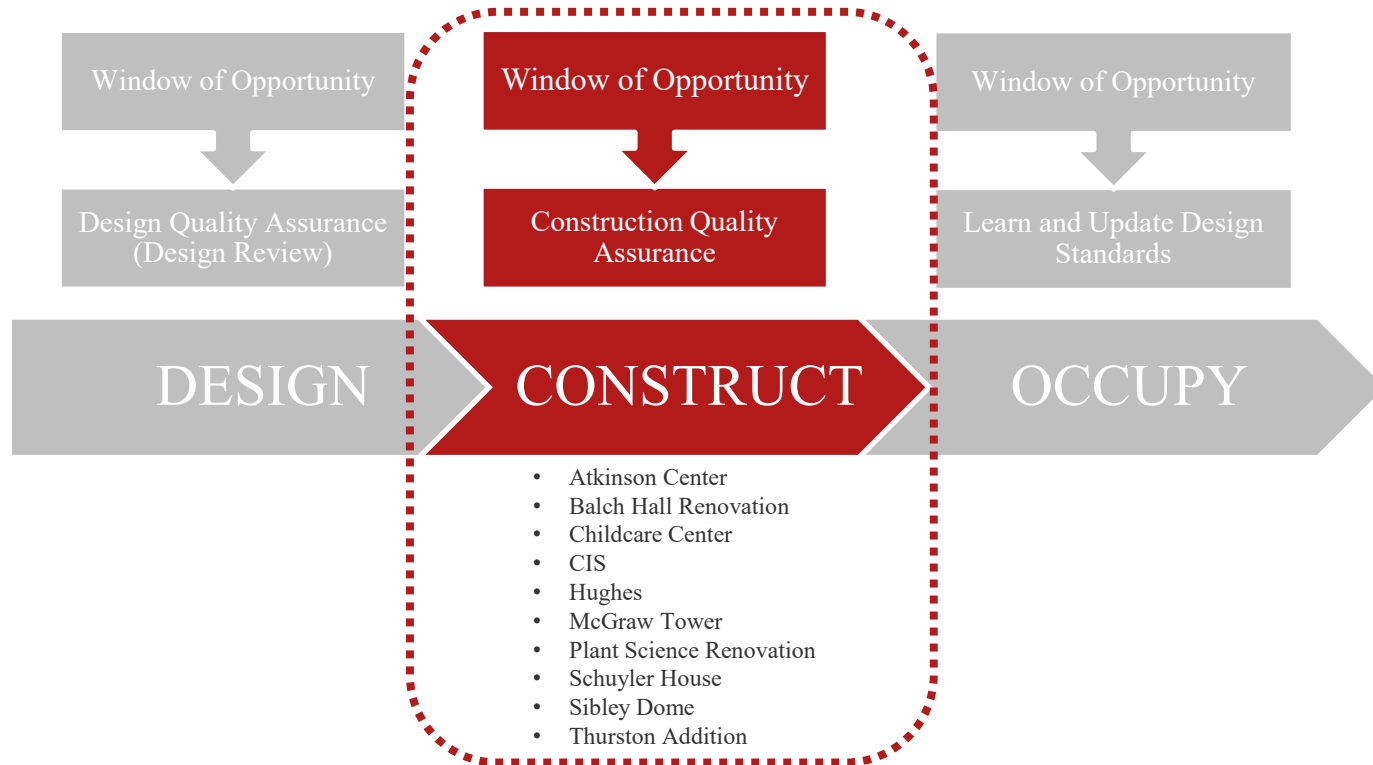 Window of Opportunity
Design Quality Assurance
(Design Review)
Window of Opportunity
Construction Quality
Assurance
Window of Opportunity
Learn and Update Design
Standards
DESIGN
CONSTRUCT
OCCUPY
• Atkinson Center
• Balch Hall Renovation
• Childcare Center
• CIS
• Hughes
• McGraw Tower
• Plant Science Renovation
• Schuyler House
• Sibley Dome
• Thurston Addition